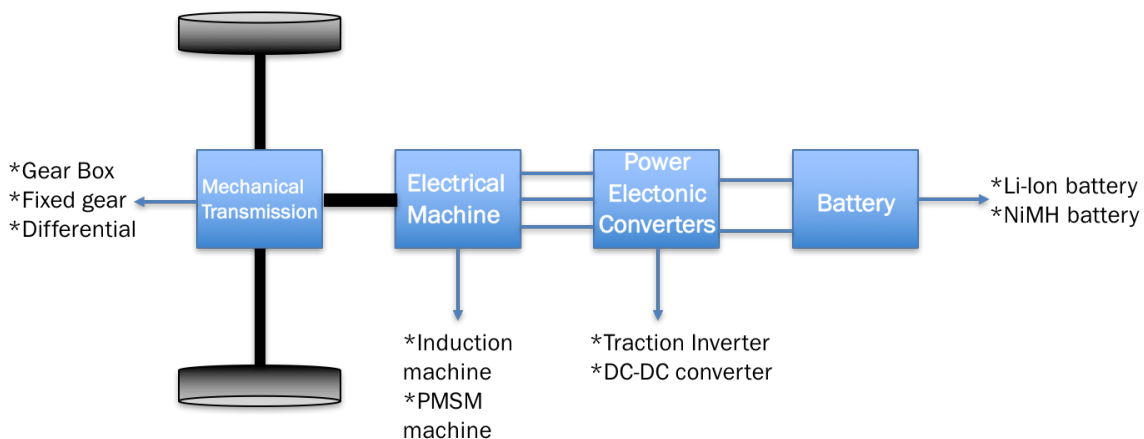 *Gear Box
*Fixed gear
*Differential
Mechanical
Transmission
Electrical
Machine
Power
Electonic
Converters
Battery
*Li-Ion battery
*NiMH battery
*Induction
machine
*PMSM
machine
*Traction Inverter
*DC-DC converter